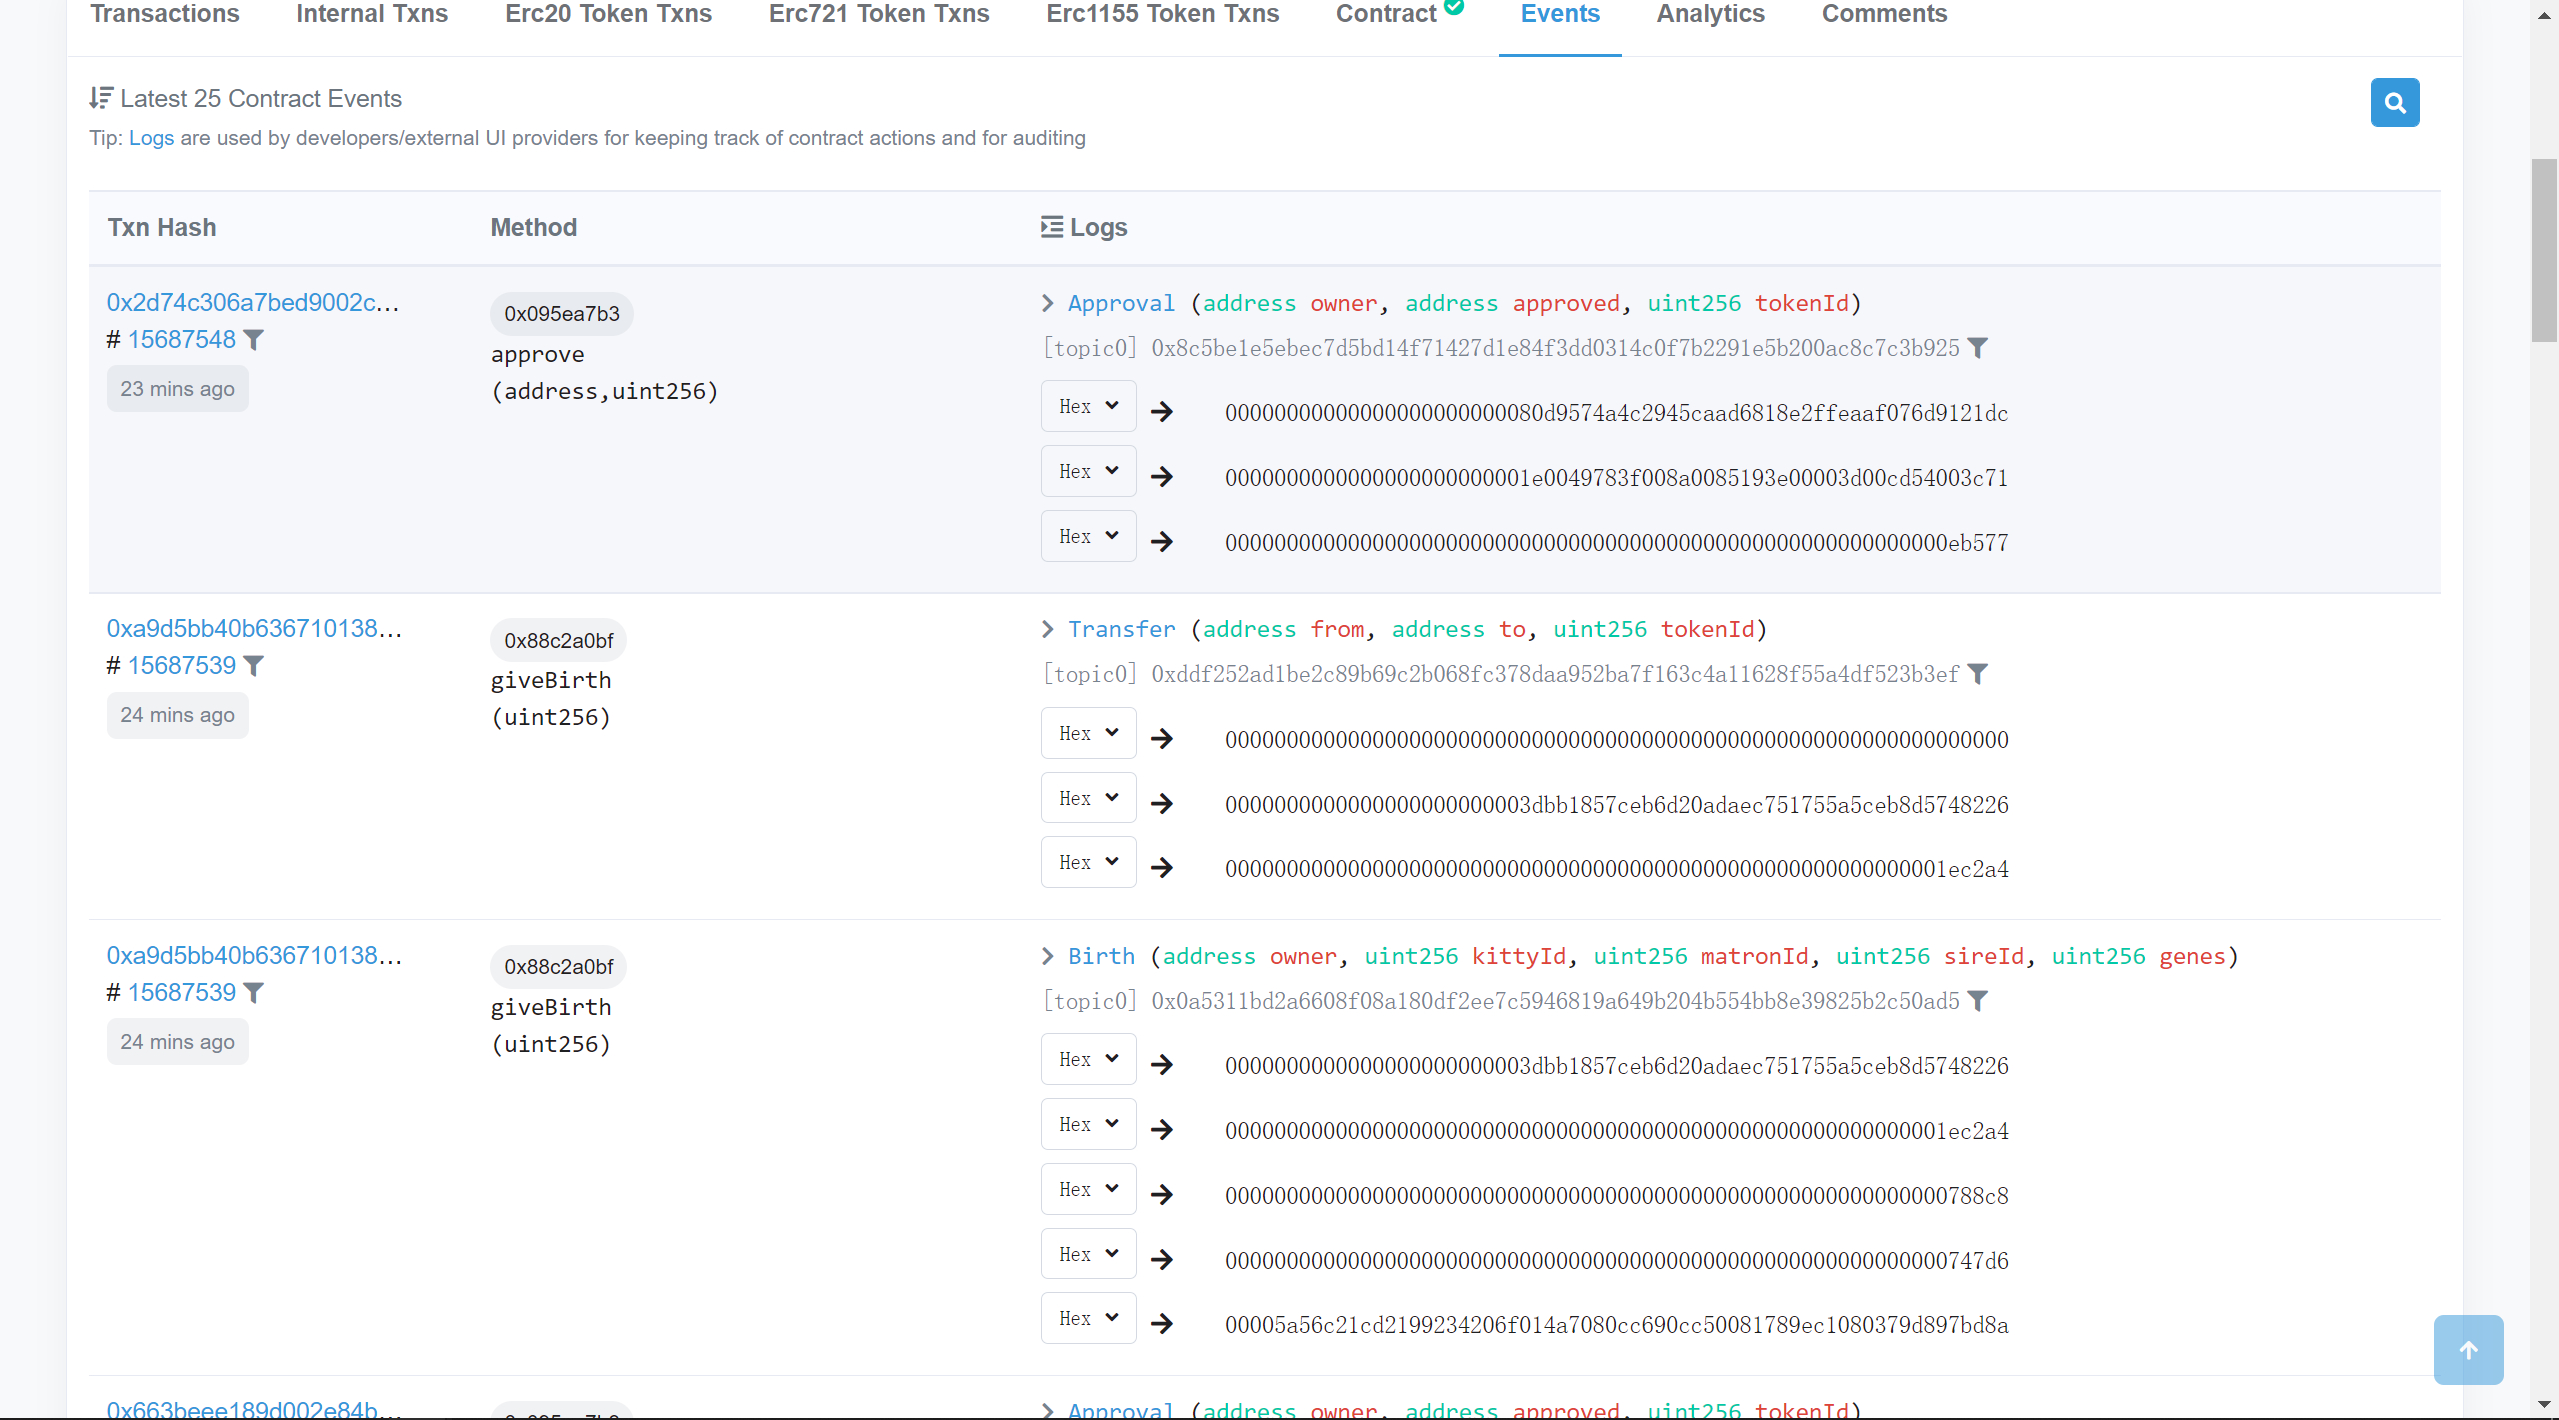 Transactions Internal Txns Erc20 Token Txns Erc721 Token Txns Erc1155 Token Txns Contract Events Analytics Comments
Latest 25 Contract Events
Tip: Logs are used by developers/external UI providers for keeping track of contract actions and for auditing
Txn Hash Method Logs
0x2d74c306a7bed9002c...
# 15687548
23 mins ago
0x095ea7b3
approve
(address,uint256)
Approval (address owner, address approved, uint256 tokenId)
[topic0] 0x8c5be1e5ebec7d5bd14f71427d1e84f3dd0314c0f7b2291e5b200ac8c7c3b925
Hex 00000000000000000000000080d9574a4c2945caad6818e2ffeaaf076d9121dc
Hex 0000000000000000000000001e0049783f008a0085193e00003d00cd54003c71
Hex 00000000000000000000000000000000000000000000000000000000000eb577
0xa9d5bb40b636710138...
# 15687539
24 mins ago
0x88c2a0bf
giveBirth
(uint256)
Transfer (address from, address to, uint256 tokenId)
[topic0] 0xddf252ad1be2c89b69c2b068fc378daa952ba7f163c4a11628f55a4df523b3ef
Hex 0000000000000000000000000000000000000000000000000000000000000000
Hex 0000000000000000000000003dbb1857ceb6d20adaec751755a5ceb8d5748226
Hex 00000000000000000000000000000000000000000000000000000000001ec2a4
0xa9d5bb40b636710138...
# 15687539
24 mins ago
0x88c2a0bf
giveBirth
(uint256)
Birth (address owner, uint256 kittyId, uint256 matronId, uint256 sireId, uint256 genes)
[topic0] 0x0a5311bd2a6608f08a180df2ee7c5946819a649b204b554bb8e39825b2c50ad5
Hex 0000000000000000000000003dbb1857ceb6d20adaec751755a5ceb8d5748226
Hex 00000000000000000000000000000000000000000000000000000000001ec2a4
Hex 00000000000000000000000000000000000000000000000000000000000788c8
Hex 00000000000000000000000000000000000000000000000000000000000747d6
Hex 00005a56c21cd2199234206f014a7080cc690cc50081789ec1080379d897bd8a
0x663beee189d002e84b...
Approval (address owner, address approved, uint256 tokenId)